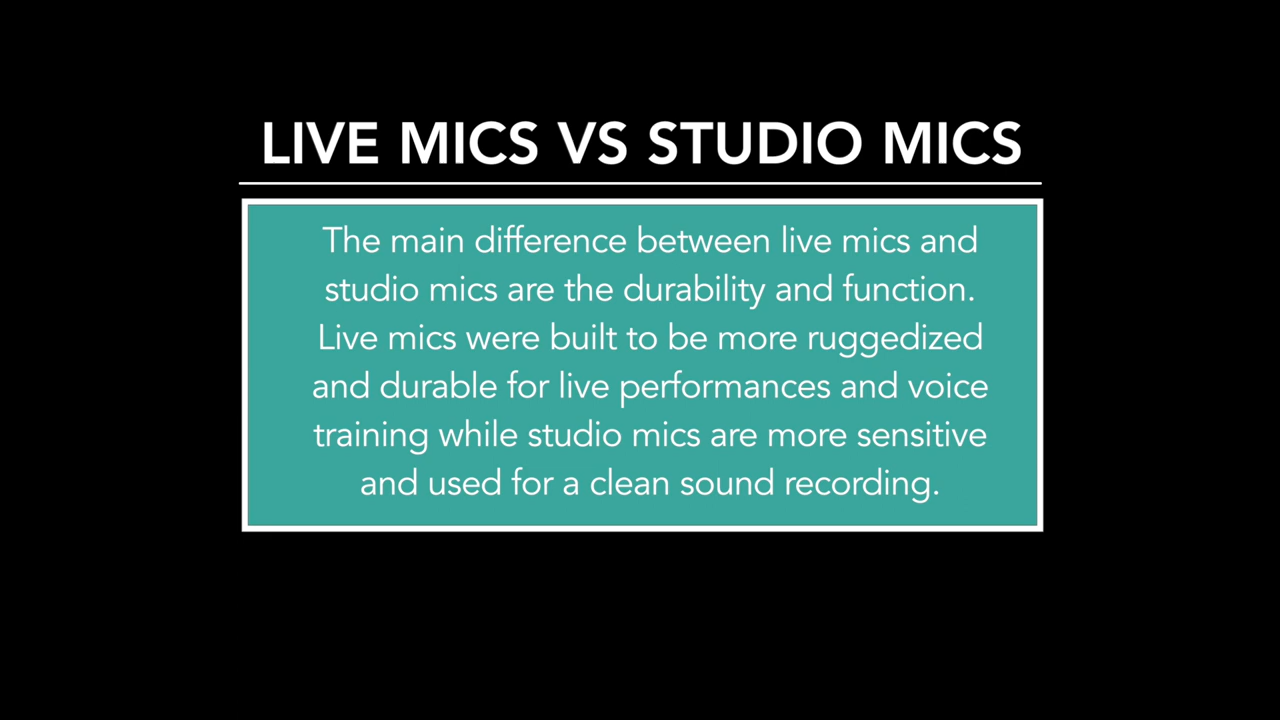 LIVE MICS VS STUDIO MICS
The main difference between live mics and
studio mics are the durability and function.
Live mics were built to be more ruggedized
and durable for live performances and voice
training while studio mics are more sensitive
and used for a clean sound recording.